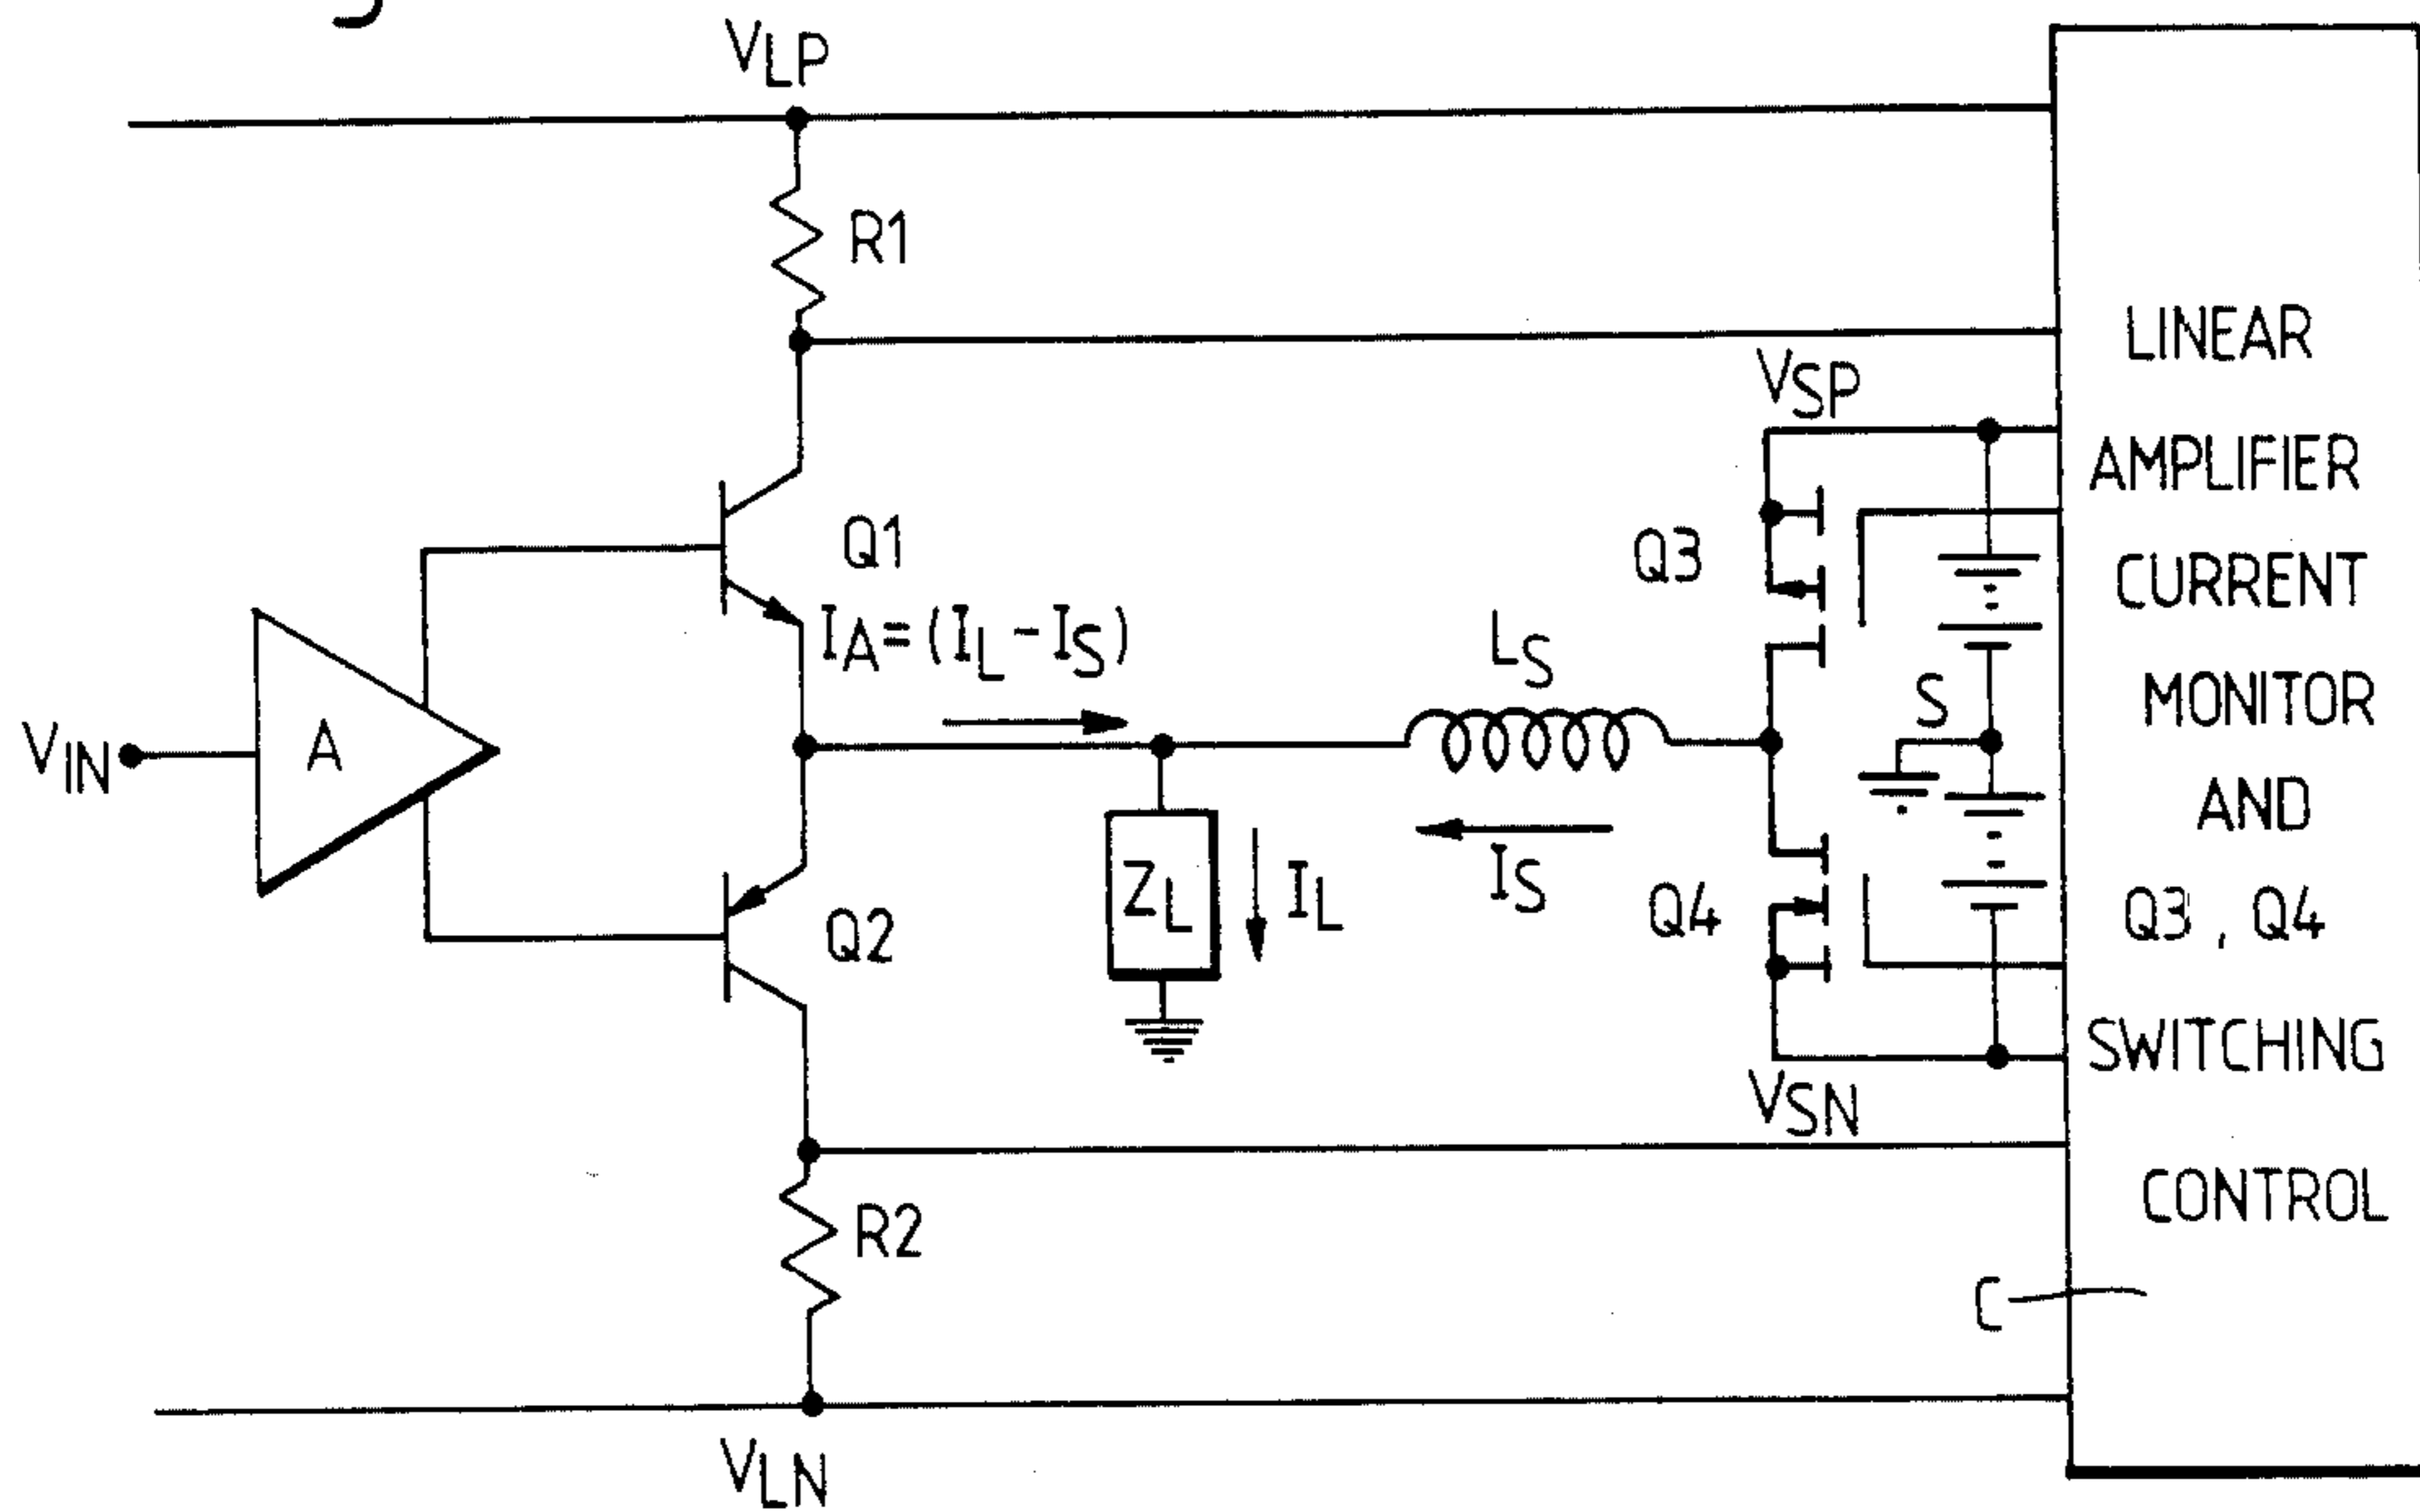 VLP
R1
Q1
IA=(IL-IS)
VIN
A
Q2
ZL
IL
LS
IS
VSP
Q3
S
Q4
VSN
R2
VLN
C
LINEAR
AMPLIFIER
CURRENT
MONITOR
AND
Q3, Q4
SWITCHING
CONTROL